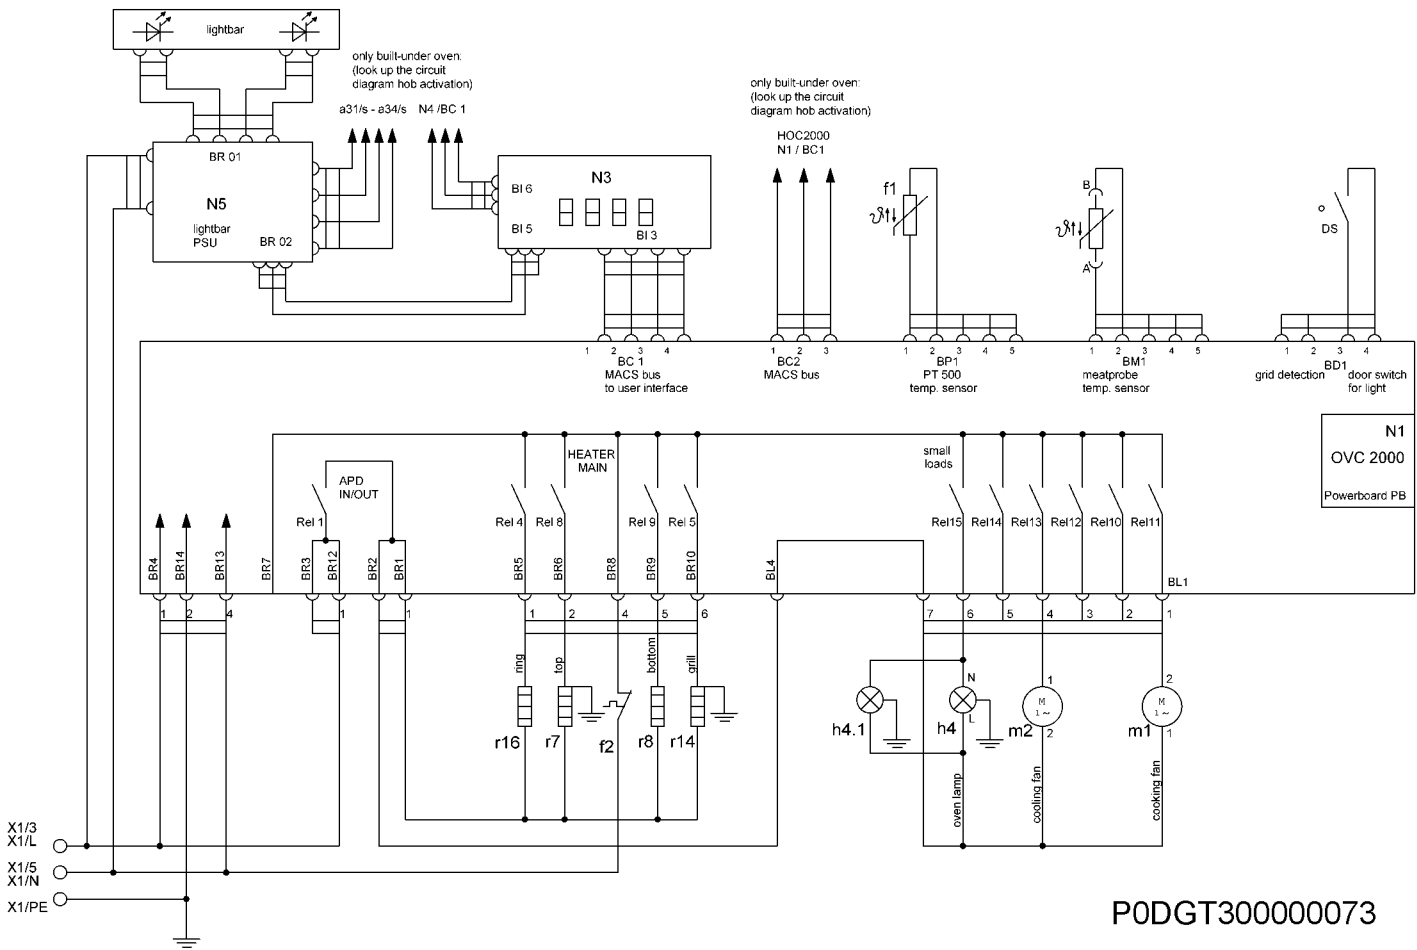 lightbar
only built-under oven:
(look up the circuit
diagram hob activation)
a31/s - a34/s N4 /BC 1
only built-under oven:
(look up the circuit
diagram hob activation)
HOC2000
N1 / BC1
BR 01
N5
lightbar
PSU
BR 02
BI 6
N3
BI 5
BI 3
f1
B
A
DS
1 2 3 4
BC 1
MACS bus
to user interface
1 2 3
BC2
MACS bus
1 2 3 4 5
BP1
PT 500
temp. sensor
1 2 3 4 5
BM1
meatprobe
temp. sensor
1 2 3 4
BD1
grid detection
door switch
for light
N1
OVC 2000
Powerboard PB
APD
IN/OUT
HEATER
MAIN
small
loads
Rel 1
Rel 4
Rel 8
Rel 9
Rel 5
Rel15
Rel14
Rel13
Rel12
Rel10
Rel11
BR4
BR14
BR13
BR7
BR3
BR12
BR2
BR1
BR5
BR6
BR8
BR9
BR10
BL4
BL1
1 2 4 1 1 1 2 4 5 6 7 6 5 4 3 2 1
ring
top
bottom
grill
r16
r7
f2
r8
r14
h4.1
N
L
h4
1
M
1~
2
m2
2
M
1~
1
m1
oven lamp
cooling fan
cooking fan
X1/3
X1/L
X1/5
X1/N
X1/PE
P0DGT300000073